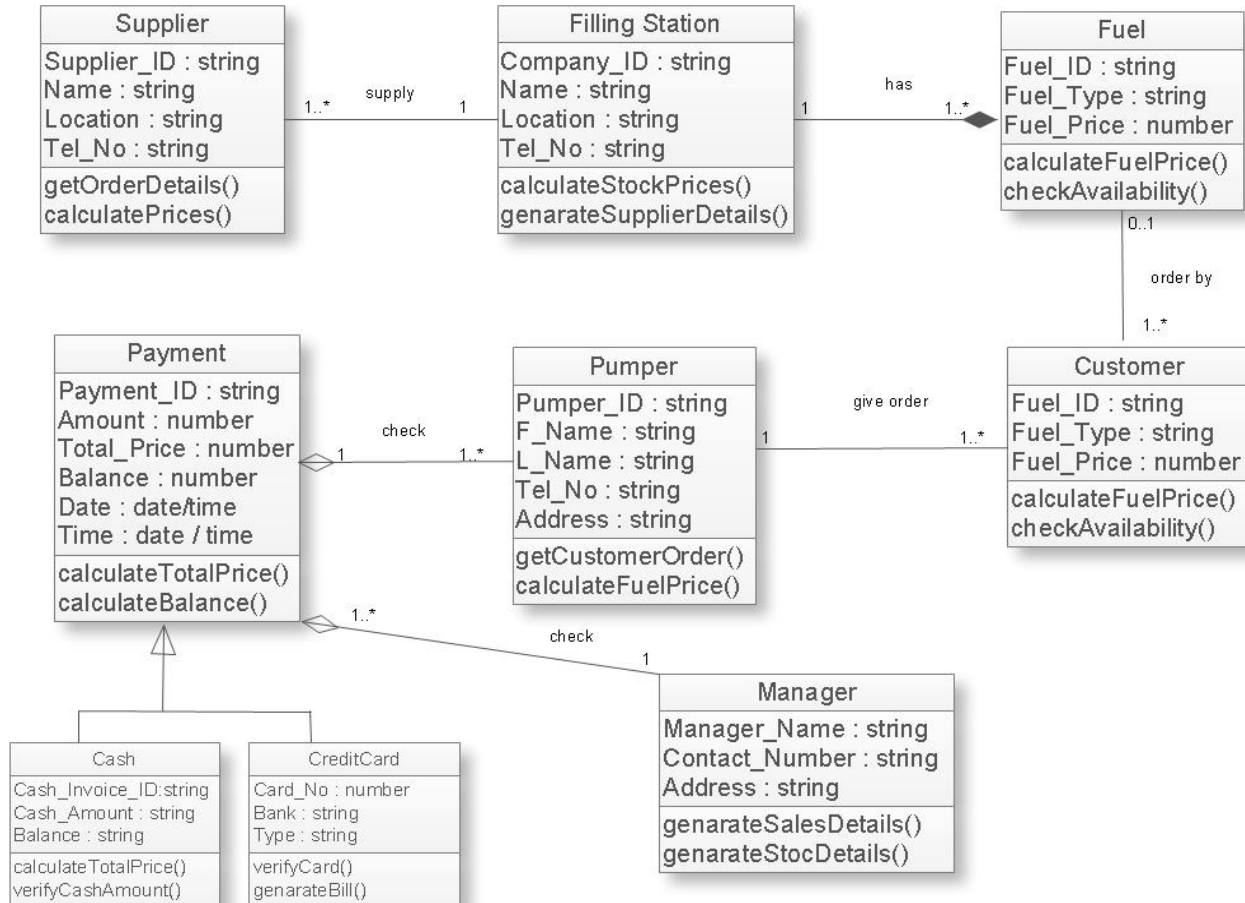 Supplier
Supplier_ID : string
Name : string
Location : string
Tel_No : string
getOrderDetails()
calculatePrices()
1..*
supply
1
Filling Station
Company_ID : string
Name : string
Location : string
Tel_No : string
calculateStockPrices()
genarateSupplierDetails()
1
has
1..*
Fuel
Fuel_ID : string
Fuel_Type : string
Fuel_Price : number
calculateFuelPrice()
checkAvailability()
0..1
order by
1..*
Payment
Payment_ID : string
Amount : number
Total_Price : number
Balance : number
Date : date/time
Time : date / time
calculateTotalPrice()
calculateBalance()
1
check
1..*
Pumper
Pumper_ID : string
F_Name : string
L_Name : string
Tel_No : string
Address : string
getCustomerOrder()
calculateFuelPrice()
1
give order
1..*
Customer
Fuel_ID : string
Fuel_Type : string
Fuel_Price : number
calculateFuelPrice()
checkAvailability()
1..*
check
1
Manager
Manager_Name : string
Contact_Number : string
Address : string
genarateSalesDetails()
genarateStocDetails()
Cash
Cash_Invoice_ID:string
Cash_Amount : string
Balance : string
calculateTotalPrice()
verifyCashAmount()
CreditCard
Card_No : number
Bank : string
Type : string
verifyCard()
genarateBill()